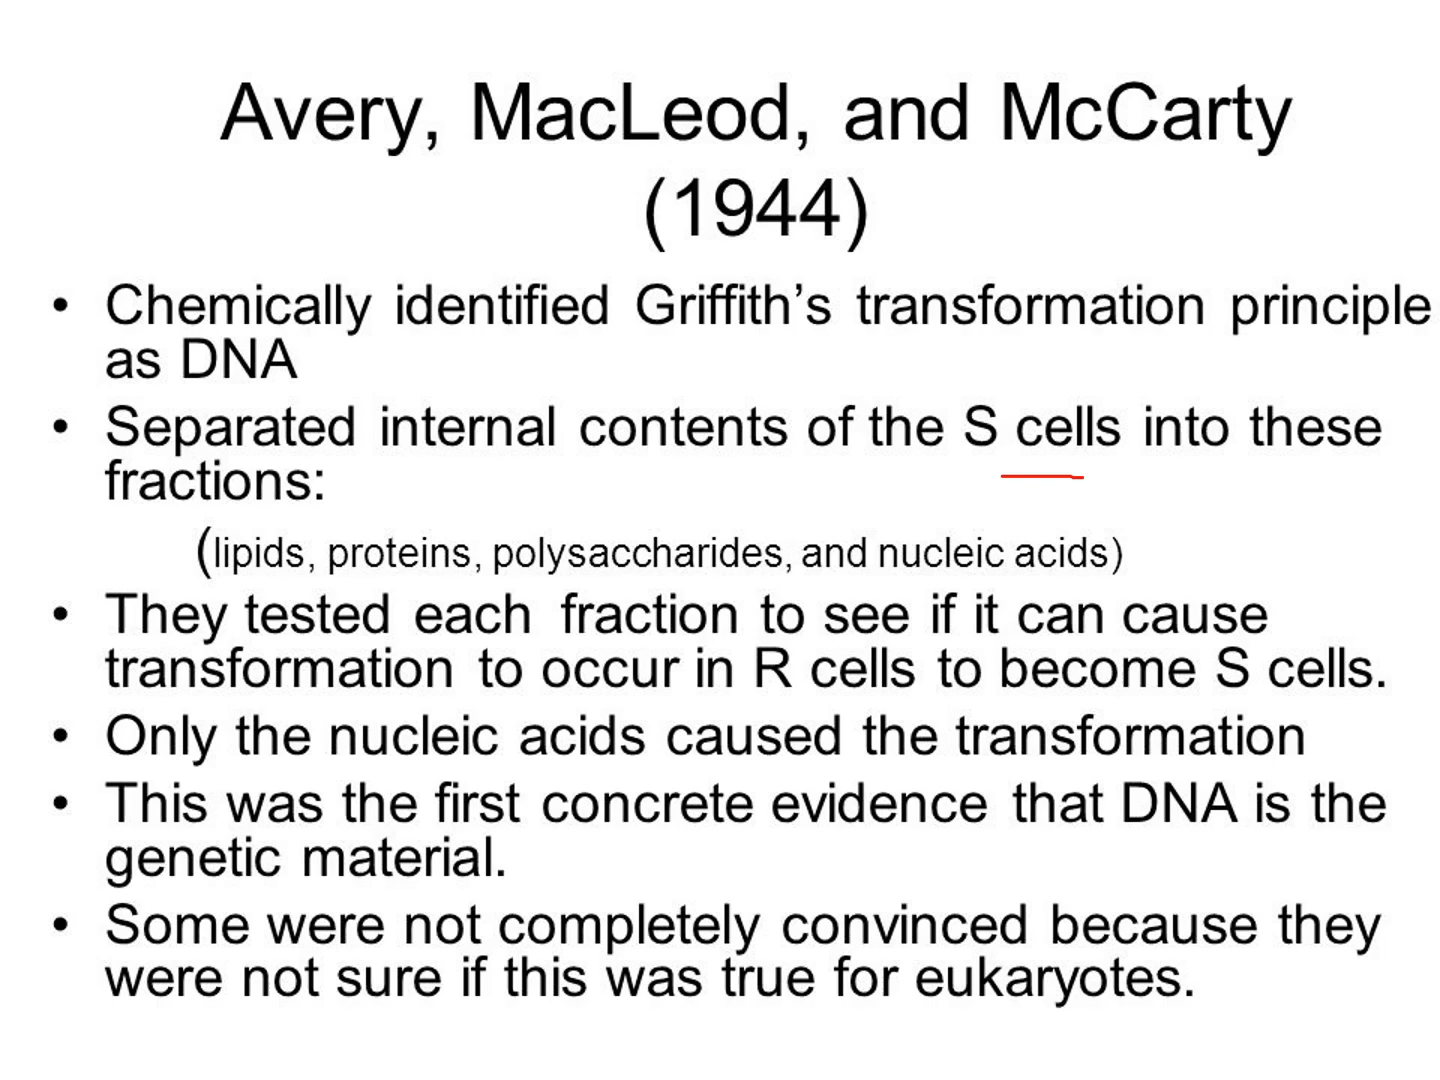 Avery, MacLeod, and McCarty
(1944)
• Chemically identified Griffith’s transformation principle
as DNA
• Separated internal contents of the S cells into these
fractions:
(lipids, proteins, polysaccharides, and nucleic acids)
• They tested each fraction to see if it can cause
transformation to occur in R cells to become S cells.
• Only the nucleic acids caused the transformation
• This was the first concrete evidence that DNA is the
genetic material.
• Some were not completely convinced because they
were not sure if this was true for eukaryotes.